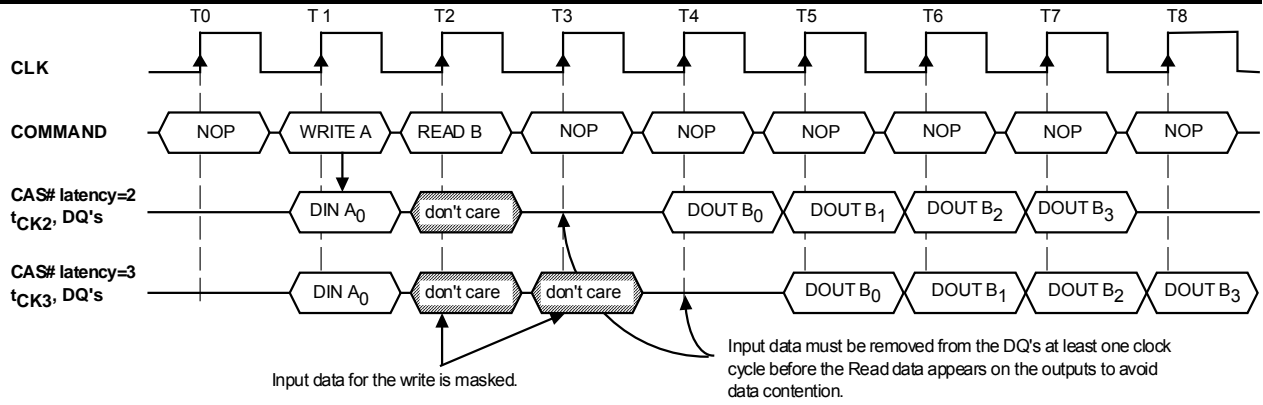 T0 T 1 T2 T3 T4 T5 T6 T7 T8
CLK
COMMAND NOP WRITE A READ B NOP NOP NOP NOP NOP NOP
CAS# latency=2
tCK2, DQ's DIN A0 don't care DOUT B0 DOUT B1 DOUT B2 DOUT B3
CAS# latency=3
tCK3, DQ's DIN A0 don't care don't care DOUT B0 DOUT B1 DOUT B2 DOUT B3
Input data for the write is masked.
Input data must be removed from the DQ's at least one clock
cycle before the Read data appears on the outputs to avoid
data contention.